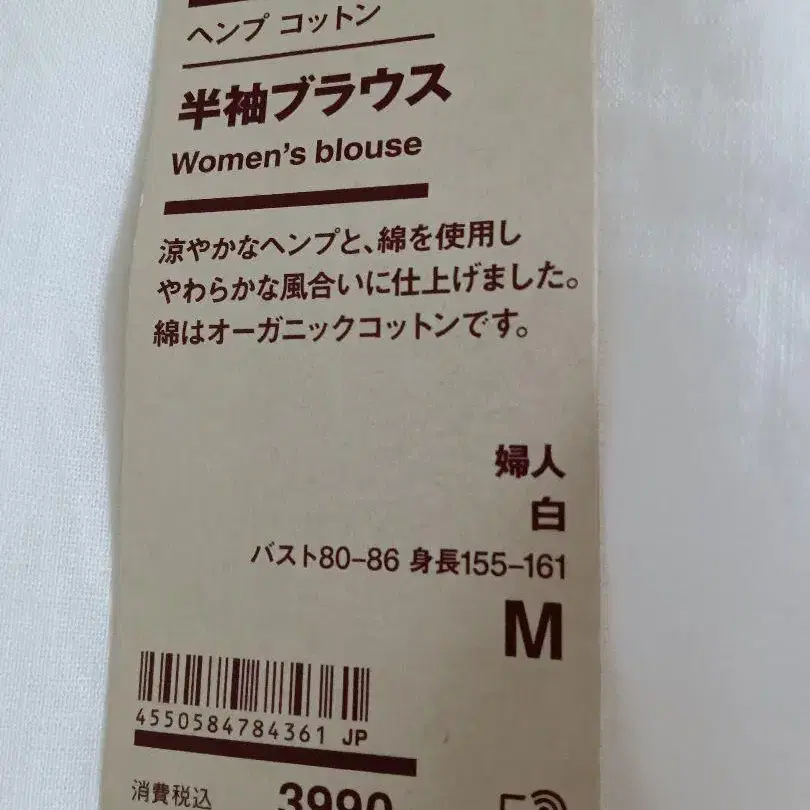 ヘンプ コットン
半袖ブラウス
Women's blouse
涼やかなヘンプと、綿を使用し
やわらかな風合いに仕上げました。
綿はオーガニックコットンです。
婦人
白
バスト80–86 身長155–161
M
4550584784361 JP
消費税込 3990